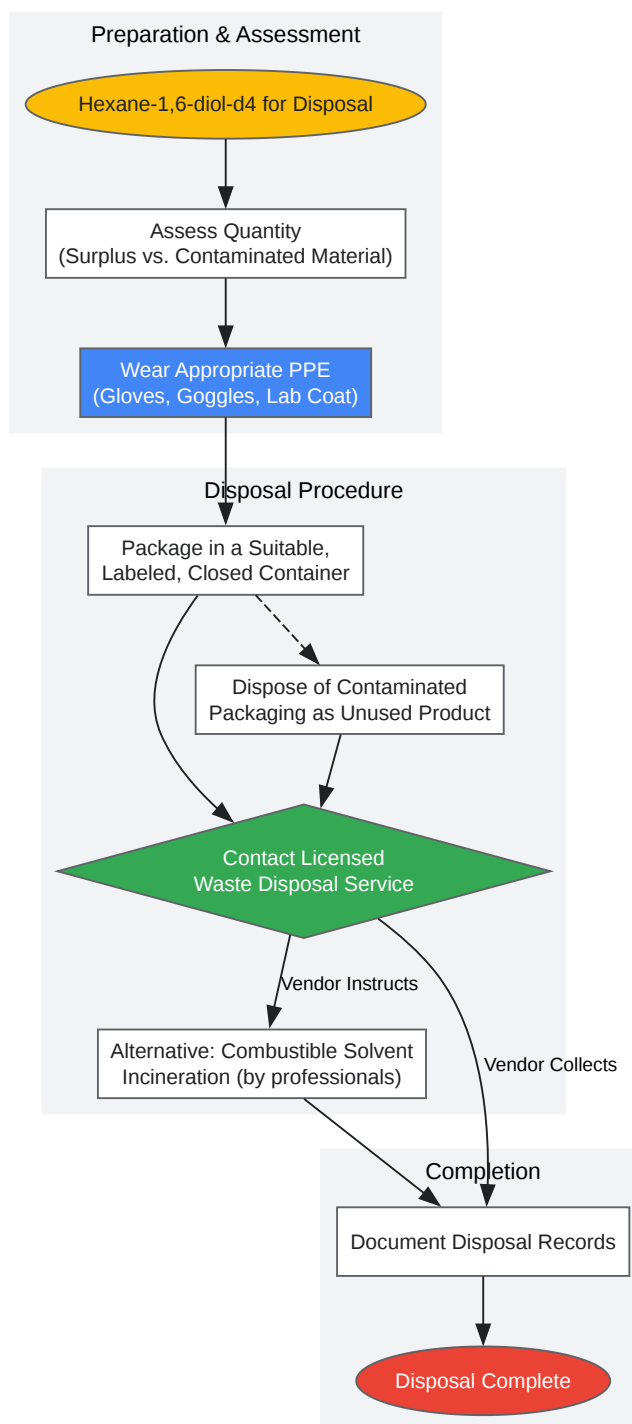 Preparation & Assessment
Hexane-1,6-diol-d4 for Disposal
Assess Quantity
(Surplus vs. Contaminated Material)
Wear Appropriate PPE
(Gloves, Goggles, Lab Coat)
Disposal Procedure
Package in a Suitable,
Labeled, Closed Container
Dispose of Contaminated
Packaging as Unused Product
Contact Licensed
Waste Disposal Service
Vendor Instructs
Alternative: Combustible Solvent
Incineration (by professionals)
Vendor Collects
Completion
Document Disposal Records
Disposal Complete